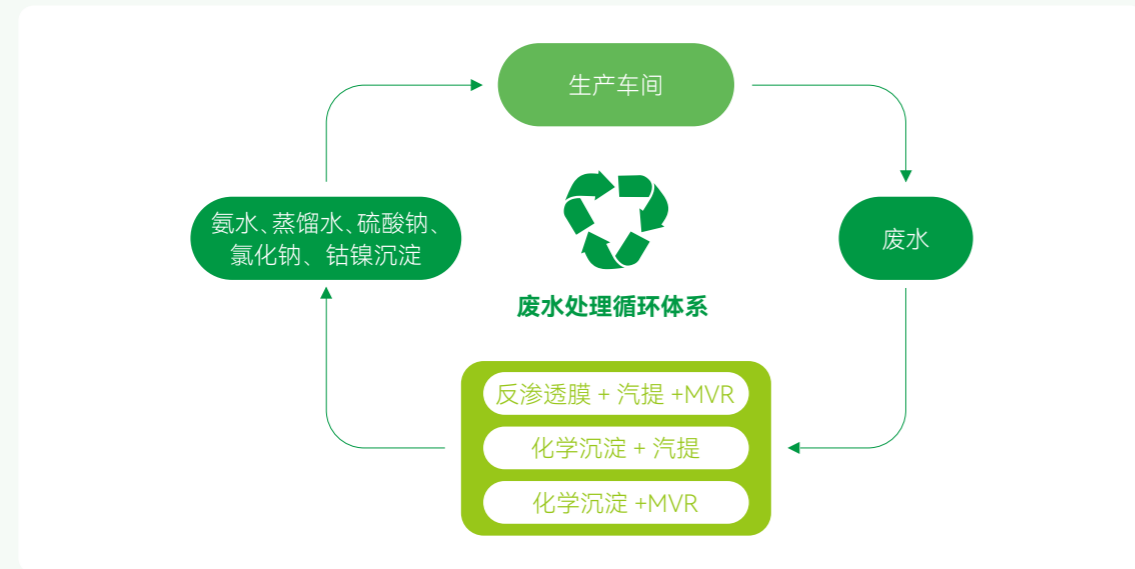 生产车间
氨水、蒸馏水、硫酸钠、
氯化钠、钴镍沉淀
废水
废水处理循环体系
反渗透膜 + 汽提 +MVR
化学沉淀 + 汽提
化学沉淀 +MVR